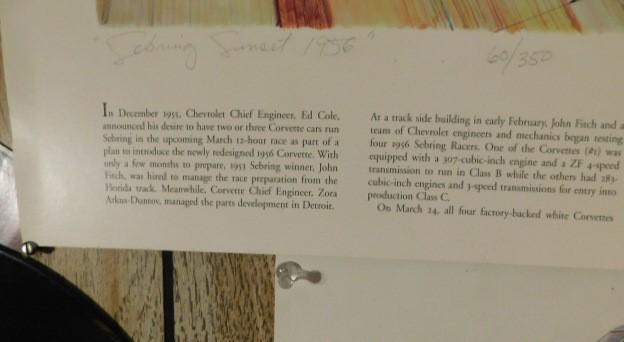 "Sebring Sunset 1956"
60/350
In December 1955, Chevrolet Chief Engineer, Ed Cole,
announced his desire to have two or three Corvette cars run
Sebring in the upcoming March 12-hour race as part of a
plan to introduce the newly redesigned 1956 Corvette. With
only a few months to prepare, 1953 Sebring winner, John
Fitch, was hired to manage the race preparation from the
Florida track. Meanwhile, Corvette Chief Engineer, Zora
Arkus-Duntov, managed the parts development in Detroit.
At a track side building in early February, John Fitch and a
team of Chevrolet engineers and mechanics began testing
four 1956 Sebring Racers. One of the Corvettes (#1) was
equipped with a 307-cubic-inch engine and a ZF 4-speed
transmission to run in Class B while the others had 283-
cubic-inch engines and 3-speed transmissions for entry into
production Class C.
On March 24, all four factory-backed white Corvettes